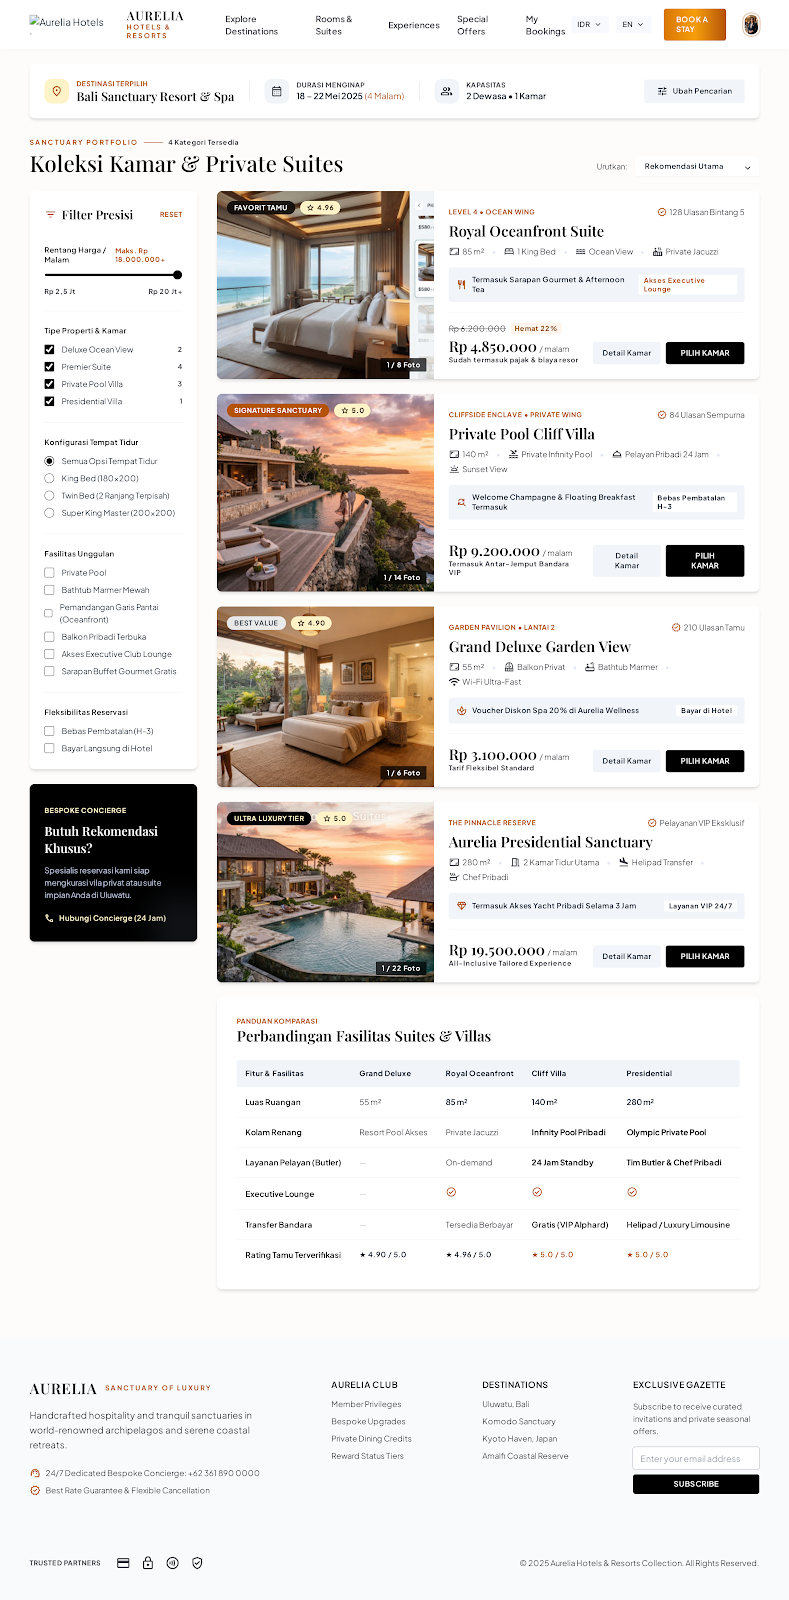 Aurelia Hotels
AURELIA
HOTELS &
RESORTS
Explore
Destinations
Rooms &
Suites
Experiences
Special
Offers
My
Bookings
IDR
EN
BOOK A
STAY
DESTINASI TERPILIH
Bali Sanctuary Resort & Spa
DURASI MENGINAP
18 – 22 Mei 2025 (4 Malam)
KAPASITAS
2 Dewasa • 1 Kamar
Ubah Pencarian
SANCTUARY PORTFOLIO
4 Kategori Tersedia
Koleksi Kamar & Private Suites
Urutkan:
Rekomendasi Utama
Filter Presisi
RESET
Rentang Harga /
Malam
Maks. Rp
18.000.000+
Rp 2,5 Jt
Rp 20 Jt+
Tipe Properti & Kamar
Deluxe Ocean View 2
Premier Suite 4
Private Pool Villa 3
Presidential Villa 1
Konfigurasi Tempat Tidur
Semua Opsi Tempat Tidur
King Bed (180x200)
Twin Bed (2 Ranjang Terpisah)
Super King Master (200x200)
Fasilitas Unggulan
Private Pool
Bathtub Marmer Mewah
Pemandangan Garis Pantai
(Oceanfront)
Balkon Pribadi Terbuka
Akses Executive Club Lounge
Sarapan Buffet Gourmet Gratis
Fleksibilitas Reservasi
Bebas Pembatalan (H-3)
Bayar Langsung di Hotel
BESPOKE CONCIERGE
Butuh Rekomendasi
Khusus?
Spesialis reservasi kami siap
mengkurasi vila privat atau suite
impian Anda di Uluwatu.
Hubungi Concierge (24 Jam)
FAVORIT TAMU
4.96
1 / 8 Foto
LEVEL 4 • OCEAN WING
128 Ulasan Bintang 5
Royal Oceanfront Suite
85 m² • 1 King Bed • Ocean View • Private Jacuzzi
Termasuk Sarapan Gourmet & Afternoon
Tea
Akses Executive
Lounge
Rp 6.200.000
Hemat 22%
Rp 4.850.000 / malam
Sudah termasuk pajak & biaya resor
Detail Kamar
PILIH KAMAR
SIGNATURE SANCTUARY
5.0
1 / 14 Foto
CLIFFSIDE ENCLAVE • PRIVATE WING
84 Ulasan Sempurna
Private Pool Cliff Villa
140 m² • Private Infinity Pool • Pelayan Pribadi 24 Jam •
Sunset View
Welcome Champagne & Floating Breakfast
Termasuk
Bebas Pembatalan
H-3
Rp 9.200.000 / malam
Termasuk Antar-Jemput Bandara
VIP
Detail
Kamar
PILIH
KAMAR
BEST VALUE
4.90
1 / 6 Foto
GARDEN PAVILION • LANTAI 2
210 Ulasan Tamu
Grand Deluxe Garden View
55 m² • Balkon Privat • Bathtub Marmer •
Wi-Fi Ultra-Fast
Voucher Diskon Spa 20% di Aurelia Wellness
Bayar di Hotel
Rp 3.100.000 / malam
Tarif Fleksibel Standard
Detail Kamar
PILIH KAMAR
ULTRA LUXURY TIER
5.0
1 / 22 Foto
THE PINNACLE RESERVE
Pelayanan VIP Eksklusif
Aurelia Presidential Sanctuary
280 m² • 2 Kamar Tidur Utama • Helipad Transfer •
Chef Pribadi
Termasuk Akses Yacht Pribadi Selama 3 Jam
Layanan VIP 24/7
Rp 19.500.000 / malam
All-Inclusive Tailored Experience
Detail Kamar
PILIH KAMAR
PANDUAN KOMPARASI
Perbandingan Fasilitas Suites & Villas
Fitur & Fasilitas Grand Deluxe Royal Oceanfront Cliff Villa Presidential
Luas Ruangan 55 m² 85 m² 140 m² 280 m²
Kolam Renang Resort Pool Akses Private Jacuzzi Infinity Pool Pribadi Olympic Private Pool
Layanan Pelayan (Butler) — On-demand 24 Jam Standby Tim Butler & Chef Pribadi
Executive Lounge —
Transfer Bandara — Tersedia Berbayar Gratis (VIP Alphard) Helipad / Luxury Limousine
Rating Tamu Terverifikasi ★ 4.90 / 5.0 ★ 4.96 / 5.0 ★ 5.0 / 5.0 ★ 5.0 / 5.0
AURELIA SANCTUARY OF LUXURY
Handcrafted hospitality and tranquil sanctuaries in
world-renowned archipelagos and serene coastal
retreats.
24/7 Dedicated Bespoke Concierge: +62 361 890 0000
Best Rate Guarantee & Flexible Cancellation
AURELIA CLUB
Member Privileges
Bespoke Upgrades
Private Dining Credits
Reward Status Tiers
DESTINATIONS
Uluwatu, Bali
Komodo Sanctuary
Kyoto Haven, Japan
Amalfi Coastal Reserve
EXCLUSIVE GAZETTE
Subscribe to receive curated
invitations and private seasonal
offers.
Enter your email address
SUBSCRIBE
TRUSTED PARTNERS
© 2025 Aurelia Hotels & Resorts Collection. All Rights Reserved.